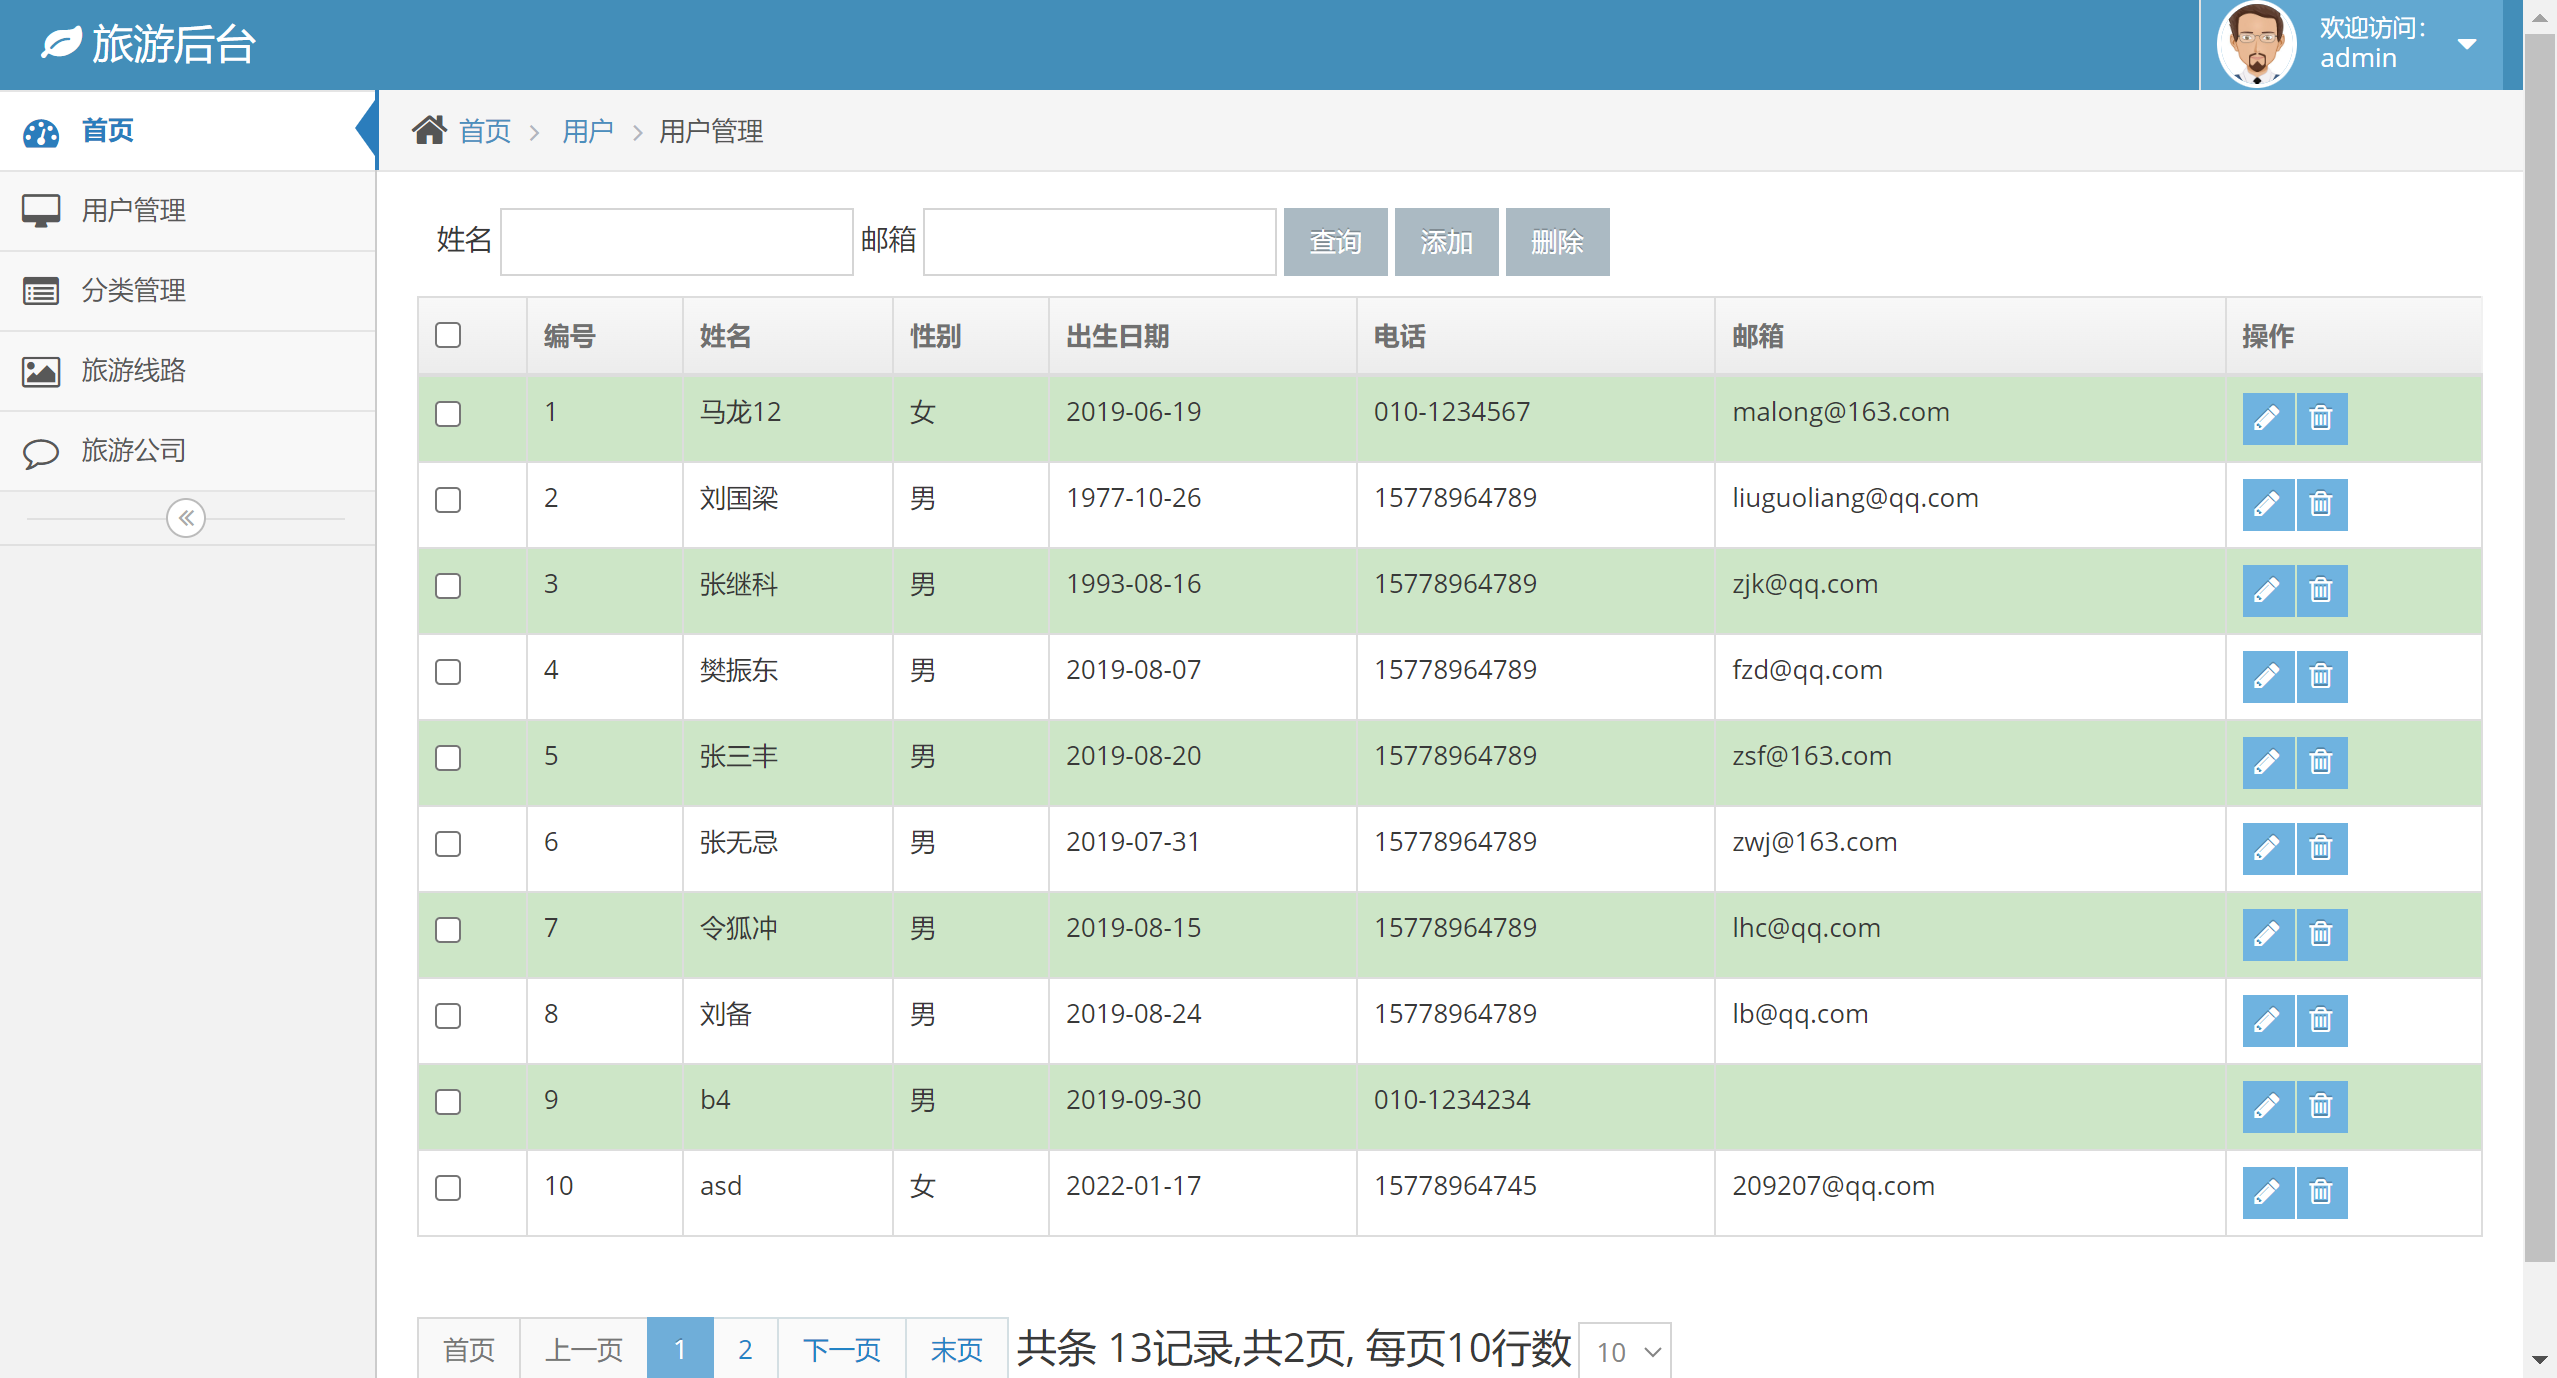 旅游后台
欢迎访问：
admin
首页
用户管理
分类管理
旅游线路
旅游公司
首页 用户 用户管理
姓名 邮箱 查询 添加 删除
编号 姓名 性别 出生日期 电话 邮箱 操作
1 马龙12 女 2019-06-19 010-1234567 malong@163.com
2 刘国梁 男 1977-10-26 15778964789 liuguoliang@qq.com
3 张继科 男 1993-08-16 15778964789 zjk@qq.com
4 樊振东 男 2019-08-07 15778964789 fzd@qq.com
5 张三丰 男 2019-08-20 15778964789 zsf@163.com
6 张无忌 男 2019-07-31 15778964789 zwj@163.com
7 令狐冲 男 2019-08-15 15778964789 lhc@qq.com
8 刘备 男 2019-08-24 15778964789 lb@qq.com
9 b4 男 2019-09-30 010-1234234
10 asd 女 2022-01-17 15778964745 209207@qq.com
首页 上一页 1 2 下一页 末页 共条 13记录,共2页, 每页10行数 10